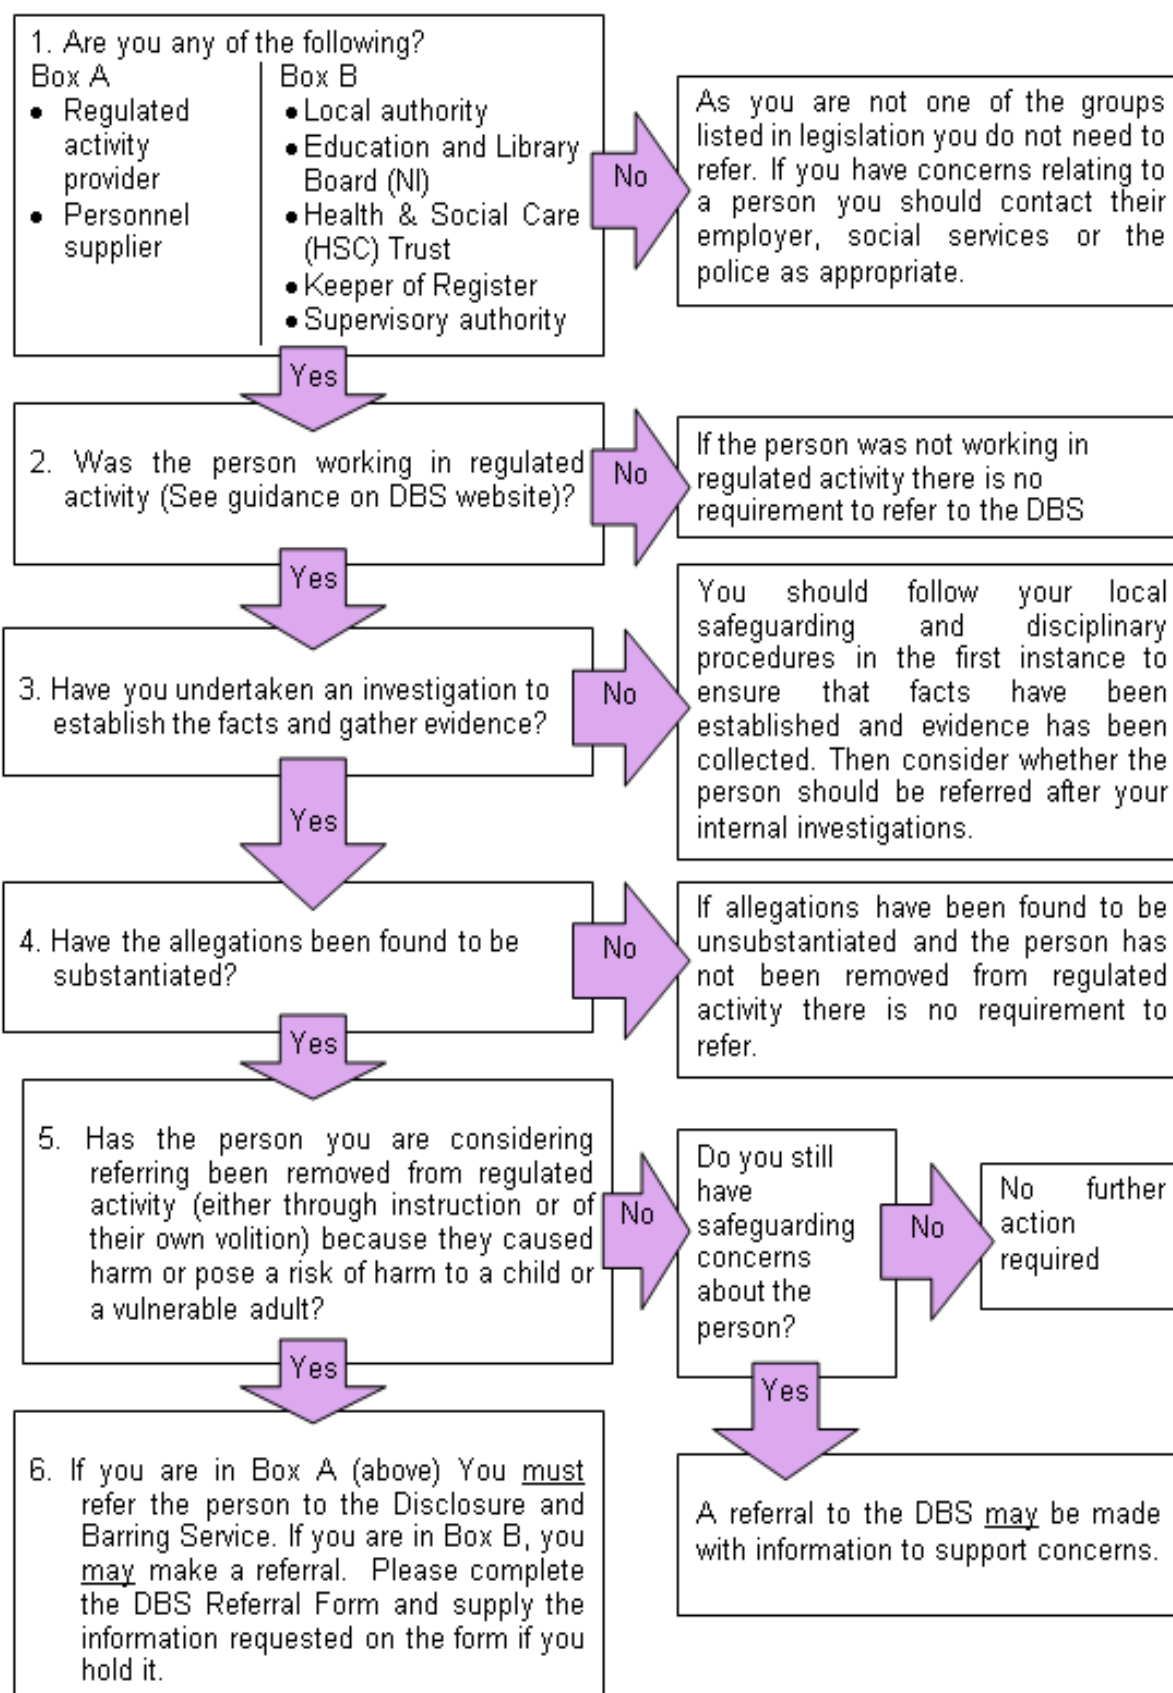 1. Are you any of the following?
Box A
• Regulated
activity
provider
• Personnel
supplier
Box B
• Local authority
• Education and Library
Board (NI)
• Health & Social Care
(HSC) Trust
• Keeper of Register
• Supervisory authority
No
As you are not one of the groups
listed in legislation you do not need to
refer. If you have concerns relating to
a person you should contact their
employer, social services or the
police as appropriate.
Yes
2. Was the person working in regulated
activity (See guidance on DBS website)?
No
If the person was not working in
regulated activity there is no
requirement to refer to the DBS
Yes
3. Have you undertaken an investigation to
establish the facts and gather evidence?
No
You should follow your local
safeguarding and disciplinary
procedures in the first instance to
ensure that facts have been
established and evidence has been
collected. Then consider whether the
person should be referred after your
internal investigations.
Yes
4. Have the allegations been found to be
substantiated?
No
If allegations have been found to be
unsubstantiated and the person has
not been removed from regulated
activity there is no requirement to
refer.
Yes
5. Has the person you are considering
referring been removed from regulated
activity (either through instruction or of
their own volition) because they caused
harm or pose a risk of harm to a child or
a vulnerable adult?
No
Do you still
have
safeguarding
concerns
about the
person?
No
No further
action
required
Yes
Yes
6. If you are in Box A (above) You must
refer the person to the Disclosure and
Barring Service. If you are in Box B, you
may make a referral. Please complete
the DBS Referral Form and supply the
information requested on the form if you
hold it.
A referral to the DBS may be made
with information to support concerns.